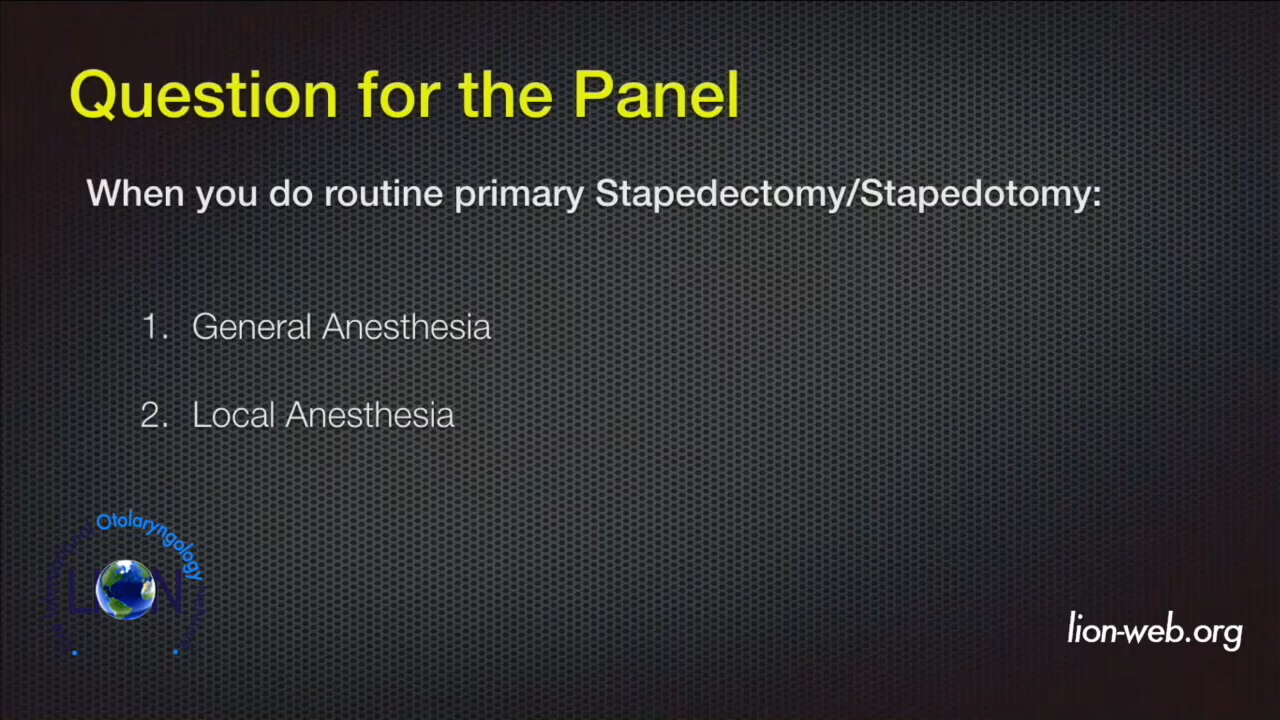 Question for the Panel
When you do routine primary Stapedectomy/Stapedotomy:
1. General Anesthesia
2. Local Anesthesia
Otolaryngology
lion-web.org